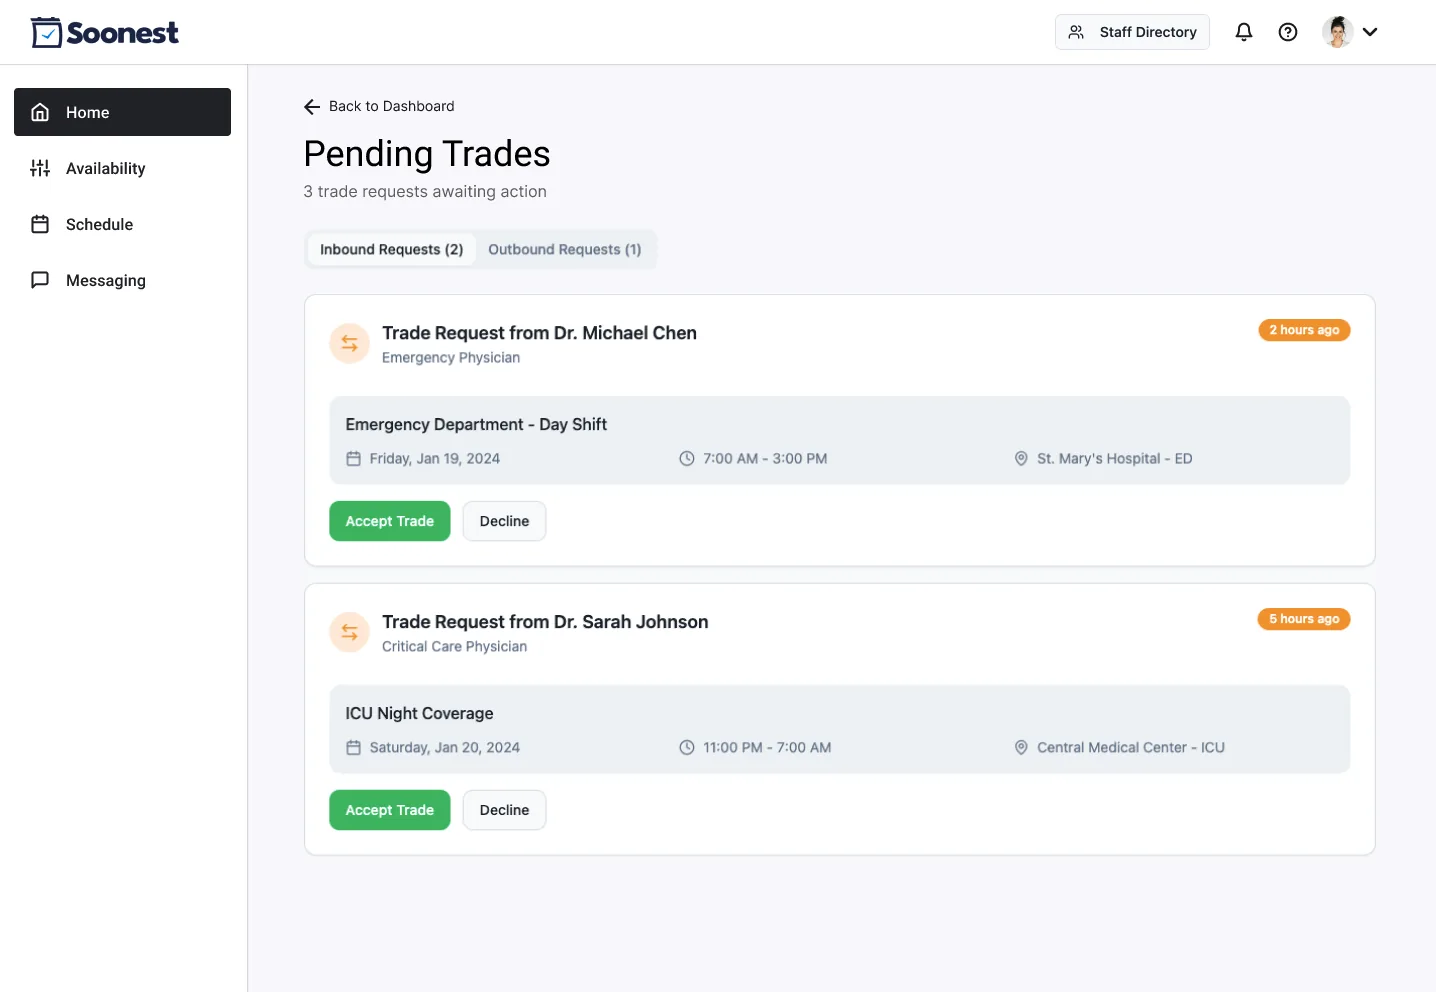 Soonest
Staff Directory
Home
Availability
Schedule
Messaging
Back to Dashboard
Pending Trades
3 trade requests awaiting action
Inbound Requests (2)
Outbound Requests (1)
Trade Request from Dr. Michael Chen
2 hours ago
Emergency Physician
Emergency Department - Day Shift
Friday, Jan 19, 2024
7:00 AM - 3:00 PM
St. Mary's Hospital - ED
Accept Trade
Decline
Trade Request from Dr. Sarah Johnson
5 hours ago
Critical Care Physician
ICU Night Coverage
Saturday, Jan 20, 2024
11:00 PM - 7:00 AM
Central Medical Center - ICU
Accept Trade
Decline